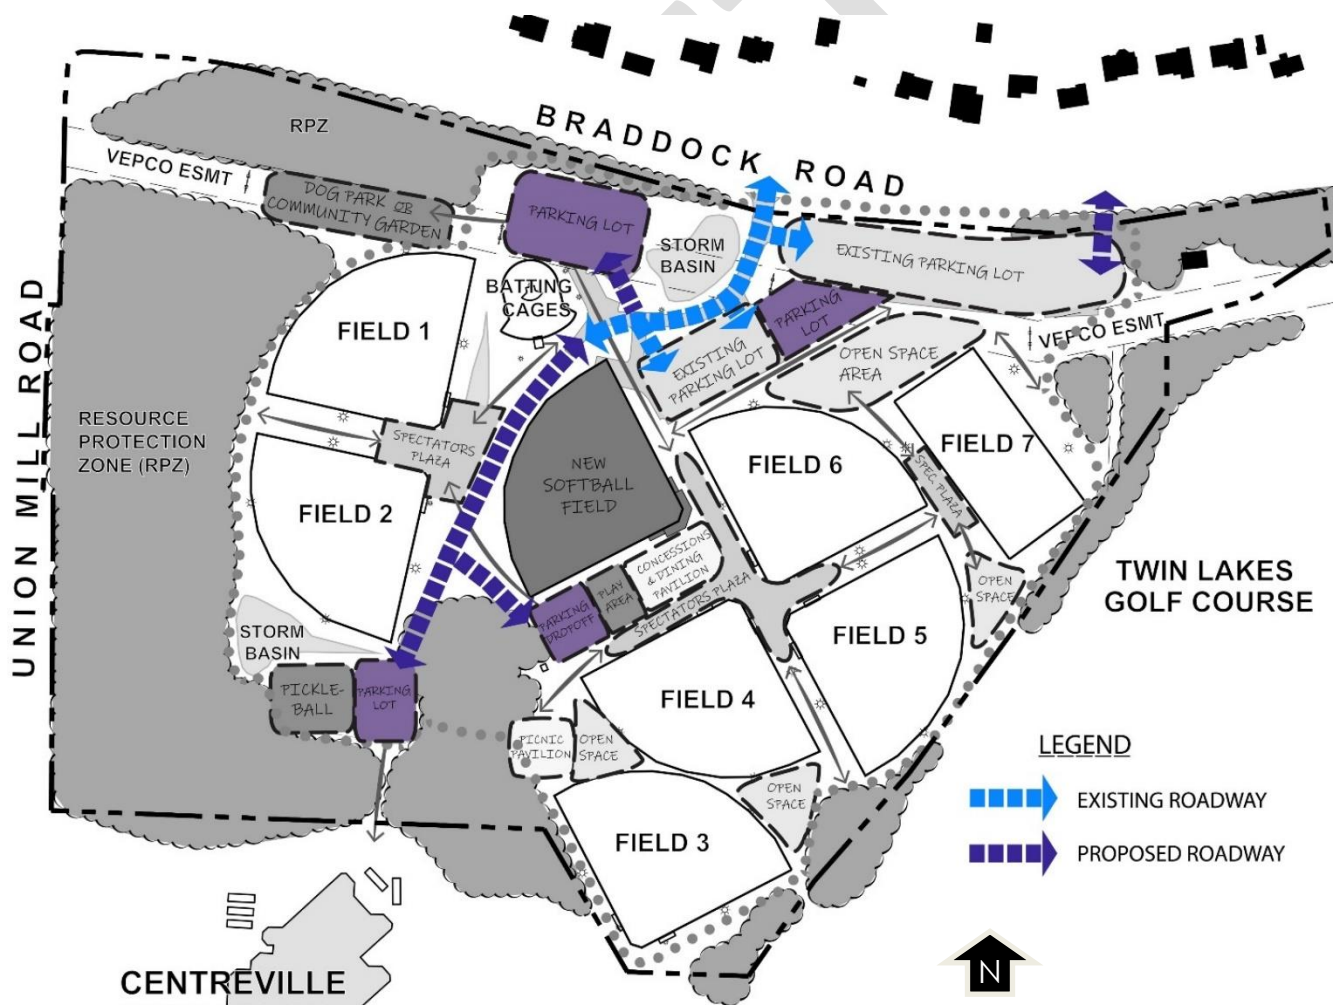 BRADDOCK ROAD
RPZ
VEPCO ESMT
DOG PARK OR
COMMUNITY GARDEN
PARKING LOT
STORM
BASIN
EXISTING PARKING LOT
BATTING
CAGES
PARKING
LOT
VEPCO ESMT
FIELD 1
EXISTING
PARKING LOT
OPEN SPACE
AREA
UNION MILL ROAD
RESOURCE
PROTECTION
ZONE (RPZ)
SPECTATORS
PLAZA
FIELD 6
FIELD 7
SPEC. PLAZA
NEW
SOFTBALL
FIELD
FIELD 2
CONCESSIONS
& DINING
PAVILION
PLAY
AREA
PARKING
DROPOFF
SPECTATORS PLAZA
OPEN
SPACE
TWIN LAKES
GOLF COURSE
STORM
BASIN
FIELD 5
PICKLE-
BALL
PARKING
LOT
FIELD 4
PICNIC
PAVILION
OPEN
SPACE
OPEN
SPACE
FIELD 3
LEGEND
EXISTING ROADWAY
PROPOSED ROADWAY
CENTREVILLE
N